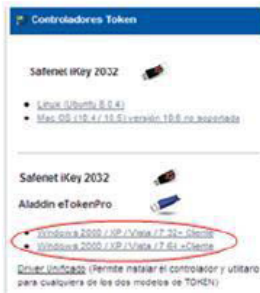 Controladores Token
Safenet iKey 2032
Linux (Ubuntu 8.0.4)
Mac OS (10.4 / 10.5) versión 10.6 no soportada
Safenet iKey 2032
Aladdin eTokenPro
Windows 2000 / XP / Vista / 7 32 + Cliente
Windows 2000 / XP / Vista / 7 64 + Cliente
Driver Unificado (Permite instalar el controlador y utilitario
para cualquiera de los dos modelos de TOKEN)